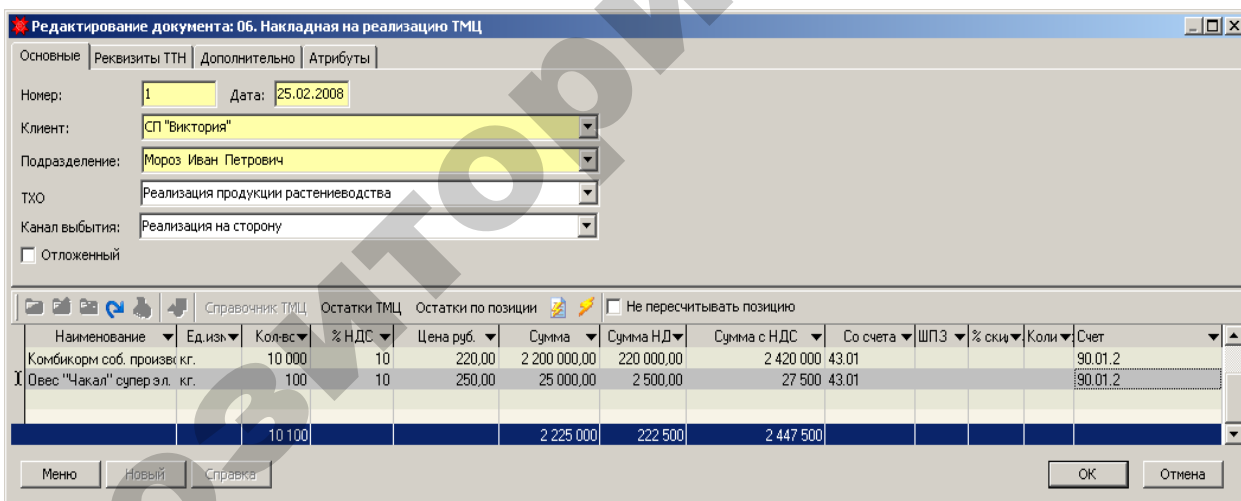 Редактирование документа: 06. Накладная на реализацию ТМЦ
Основные Реквизиты ТТН Дополнительно Атрибуты
Номер: 1 Дата: 25.02.2008
Клиент: СП "Виктория"
Подразделение: Мороз Иван Петрович
ТХО Реализация продукции растениеводства
Канал выбытия: Реализация на сторону
Отложенный
Справочник ТМЦ Остатки ТМЦ Остатки по позиции Не пересчитывать позицию
Наименование Ед.изм Кол-вс % НДС Цена руб. Сумма Сумма НД Сумма с НДС Со счета ШПЗ % ски Коли Счет
Комбикорм соб. произво кг. 10 000 10 220,00 2 200 000,00 220 000,00 2 420 000 43.01 90.01.2
Овес "Чакал" супер эл. кг. 100 10 250,00 25 000,00 2 500,00 27 500 43.01 90.01.2
10 100 2 225 000 222 500 2 447 500
Меню Новый Справка ОК Отмена
озитори